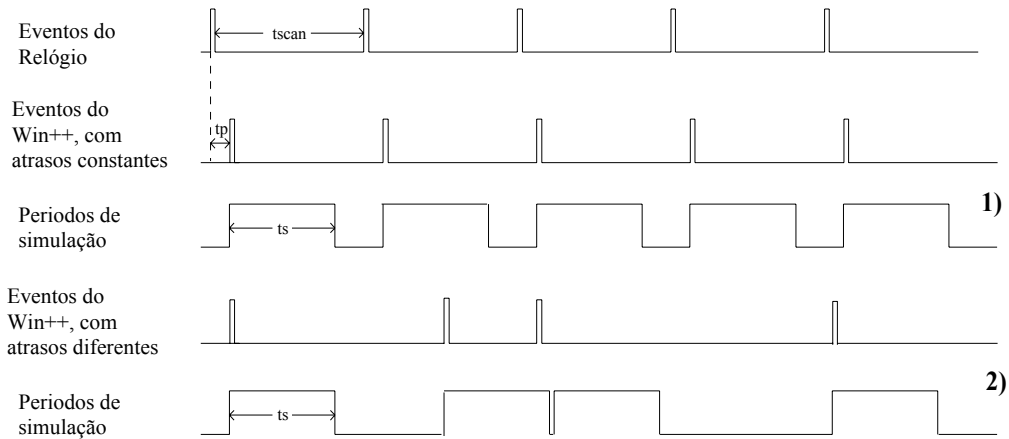 Eventos do
Relógio
tscan
Eventos do
Win++, com
atrasos constantes
tp
1)
Periodos de
simulação
ts
Eventos do
Win++, com
atrasos diferentes
2)
Periodos de
simulação
ts